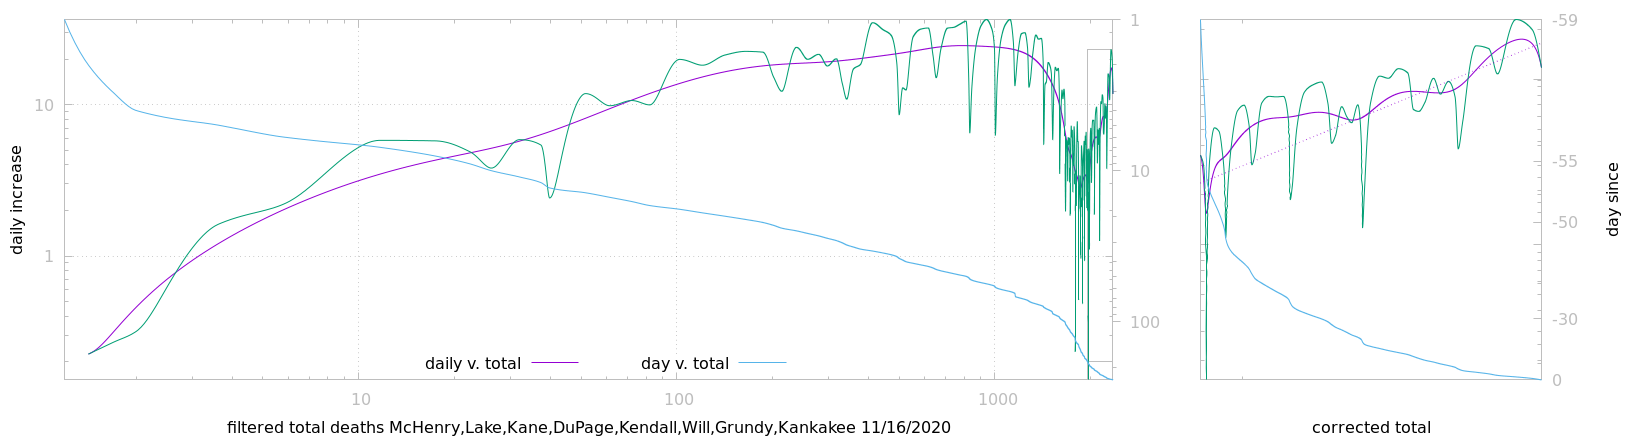 daily increase
10
1
1
10
100
daily v. total
day v. total
10
100
1000
filtered total deaths McHenry,Lake,Kane,DuPage,Kendall,Will,Grundy,Kankakee 11/16/2020
-59
-55
-50
-30
0
day since
corrected total